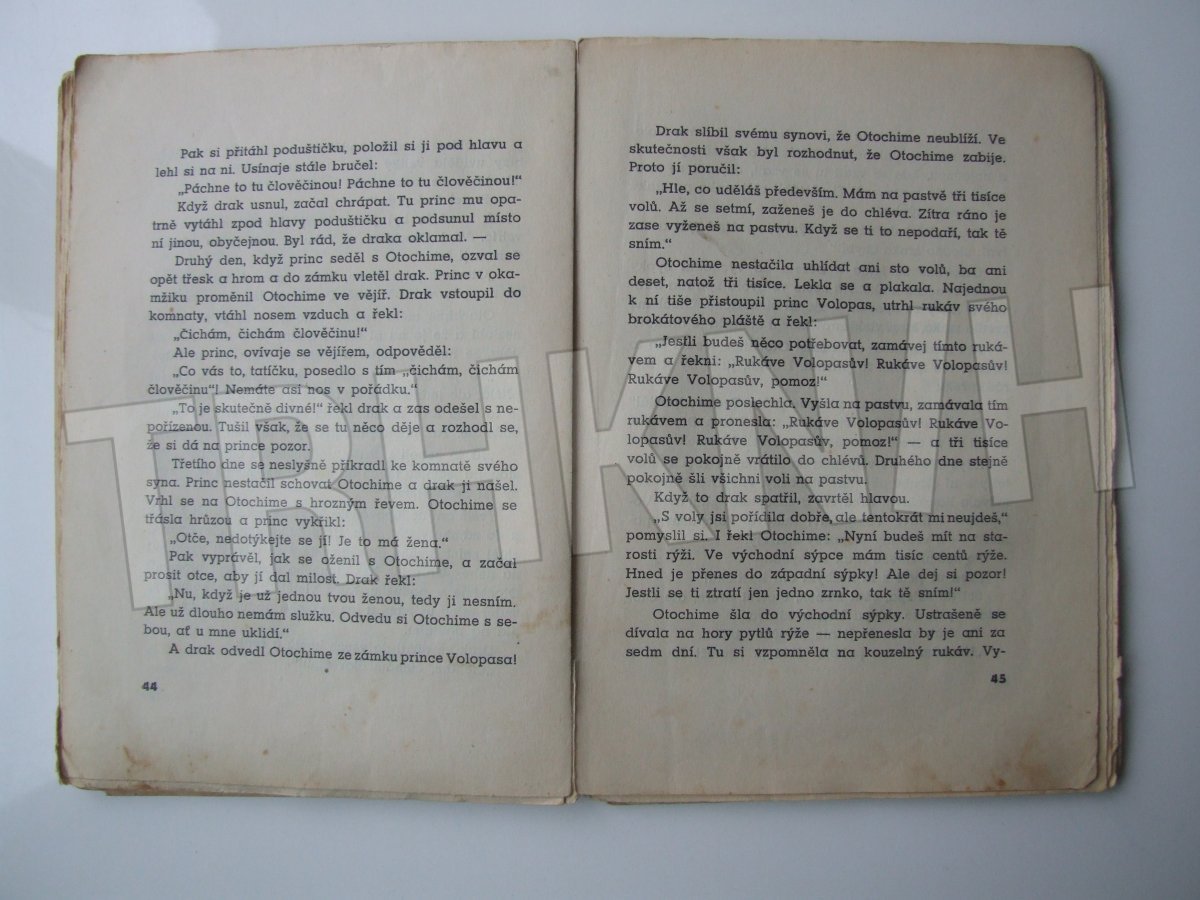 Pak si přitáhl poduštičku, položil si ji pod hlavu a
lehl si na ni. Usínaje stále bručel:
„Páchne to tu člověčinou! Páchne to tu člověčinou!“
Když drak usnul, začal chrápat. Tu princ mu opa-
trně vytáhl zpod hlavy poduštičku a podsunul místo
ní jinou, obyčejnou. Byl rád, že draka oklamal. —
Druhý den, když princ seděl s Otochime, ozval se
opět třesk a hrom a do zámku vletěl drak. Princ v oka-
mžiku proměnil Otochime ve vějíř. Drak vstoupil do
komnaty, vtáhl nosem vzduch a řekl:
„Čichám, čichám člověčinu!“
Ale princ, ovívaje se vějířem, odpověděl:
„Co vás to, tatíčku, posedlo s tím „čichám, čichám
člověčinu“! Nemáte asi nos v pořádku.“
„To je skutečně divné!“ řekl drak a zas odešel s ne-
pořízenou. Tušil však, že se tu něco děje a rozhodl se,
že si dá na prince pozor.
Třetího dne se neslyšně přikradl ke komnatě svého
syna. Princ nestačil schovat Otochime a drak ji našel.
Vrhl se na Otochime s hrozným řevem. Otochime se
třásla hrůzou a princ vykřikl:
„Otče, nedotýkejte se jí! Je to má žena.“
Pak vyprávěl, jak se oženil s Otochime, a začal
prosit otce, aby jí dal milost. Drak řekl:
„Nu, když je už jednou tvou ženou, tedy ji nesním.
Ale už dlouho nemám služku. Odvedu si Otochime s se-
bou, ať u mne uklidí.“
A drak odvedl Otochime ze zámku prince Volopasa!
44
Drak slíbil svému synovi, že Otochime neublíží. Ve
skutečnosti však byl rozhodnut, že Otochime zabije.
Proto jí poručil:
„Hle, co uděláš především. Mám na pastvě tři tisíce
volů. Až se setmí, zaženeš je do chléva. Zítra ráno je
zase vyženeš na pastvu. Když se ti to nepodaří, tak tě
sním.“
Otochime nestačila uhlídat ani sto volů, ba ani
deset, natož tři tisíce. Lekla se a plakala. Najednou
k ní tiše přistoupil princ Volopas, utrhl rukáv svého
brokátového pláště a řekl:
„Jestli budeš něco potřebovat, zamávej tímto ruká-
vem a řekni: „Rukáve Volopasův! Rukáve Volopasův!
Rukáve Volopasův, pomoz!“
Otochime poslechla. Vyšla na pastvu, zamávala tím
rukávem a pronesla: „Rukáve Volopasův! Rukáve Vo-
lopasův! Rukáve Volopasův, pomoz!“ — a tři tisíce
volů se pokojně vrátilo do chlévů. Druhého dne stejně
pokojně šli všichni voli na pastvu.
Když to drak spatřil, zavrtěl hlavou.
„S voly jsi pořídila dobře, ale tentokrát mi neujdeš,“
pomyslil si. I řekl Otochime: „Nyní budeš mít na sta-
rosti rýži. Ve východní sýpce mám tisíc centů rýže.
Hned je přenes do západní sýpky! Ale dej si pozor!
Jestli se ti ztratí jen jedno zrnko, tak tě sním!“
Otochime šla do východní sýpky. Ustrašeně se
dívala na hory pytlů rýže — nepřenesla by je ani za
sedm dní. Tu si vzpomněla na kouzelný rukáv. Vy-
45
TRHKNIH